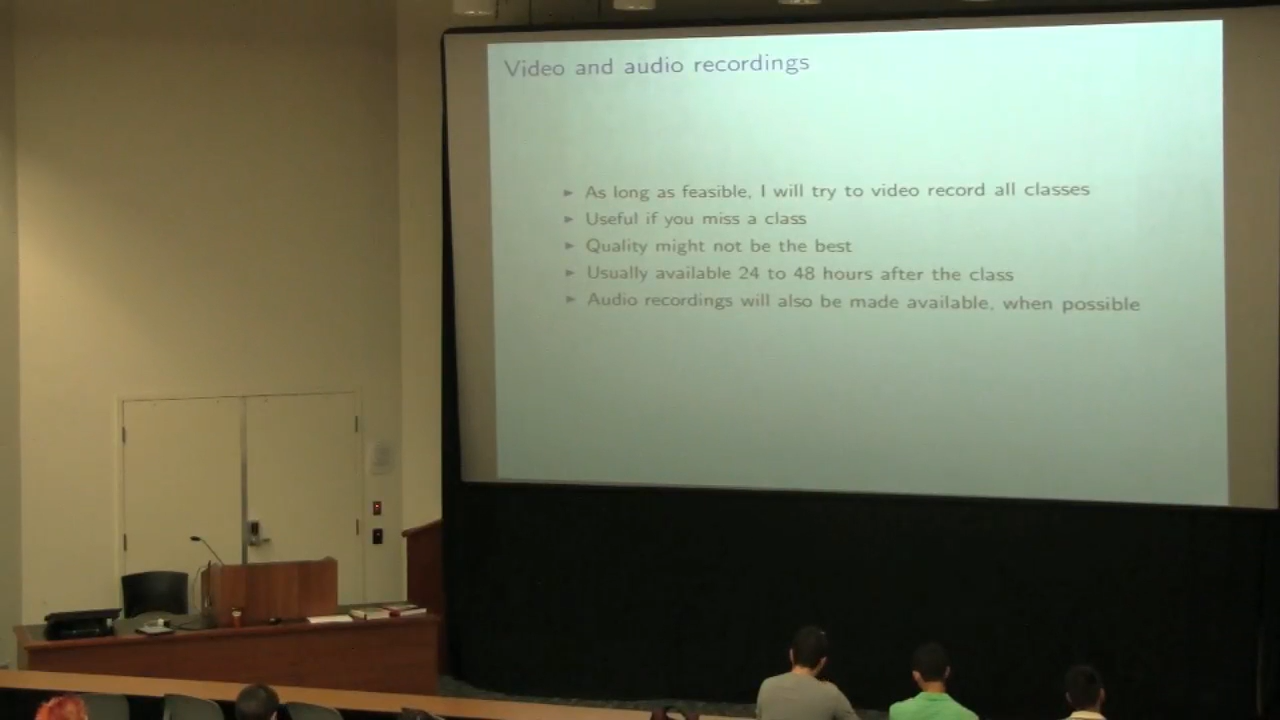 Video and audio recordings
► As long as feasible, I will try to video record all classes
► Useful if you miss a class
► Quality might not be the best
► Usually available 24 to 48 hours after the class
► Audio recordings will also be made available, when possible